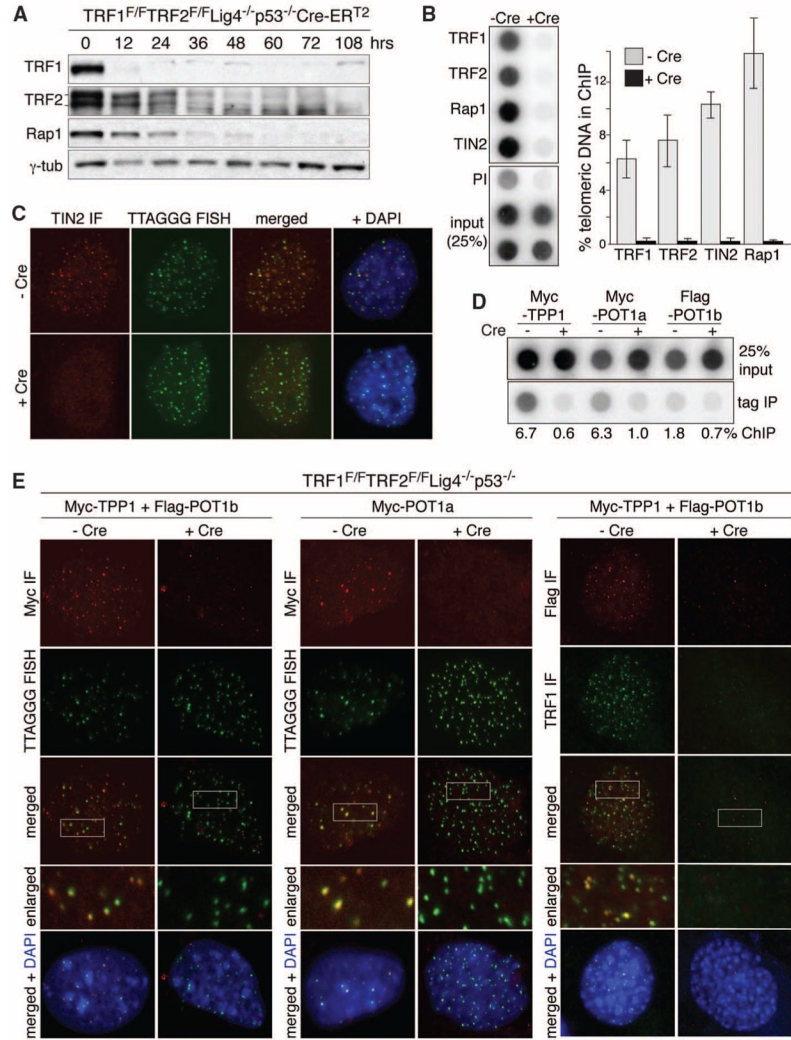 A
TRF1F/FTRF2F/FLig4-/-p53-/-Cre-ERT2
0 12 24 36 48 60 72 108 hrs
TRF1
TRF2
Rap1
γ-tub
B
-Cre +Cre
TRF1
TRF2
Rap1
TIN2
PI
input
(25%)
% telomeric DNA in ChIP
12
8
4
0
- Cre
+ Cre
TRF1 TRF2 TIN2 Rap1
C
TIN2 IF TTAGGG FISH merged + DAPI
- Cre
+ Cre
D
Myc
-TPP1
Myc
-POT1a
Flag
-POT1b
Cre - + - + - +
25%
input
tag IP
6.7 0.6 6.3 1.0 1.8 0.7% ChIP
E
TRF1F/FTRF2F/FLig4-/-p53-/-
Myc-TPP1 + Flag-POT1b
- Cre + Cre
Myc IF
TTAGGG FISH
merged
enlarged
merged + DAPI
Myc-POT1a
- Cre + Cre
Myc IF
TTAGGG FISH
merged
enlarged
merged + DAPI
Myc-TPP1 + Flag-POT1b
- Cre + Cre
Flag IF
TRF1 IF
merged
enlarged
merged + DAPI